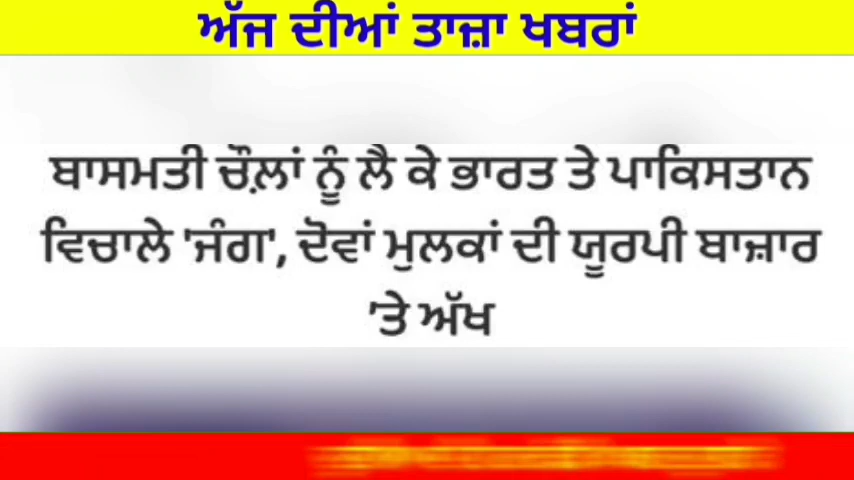 ਅੱਜ ਦੀਆਂ ਤਾਜ਼ਾ ਖਬਰਾਂ
ਬਾਸਮਤੀ ਚੌਲ਼ਾਂ ਨੂੰ ਲੈ ਕੇ ਭਾਰਤ ਤੇ ਪਾਕਿਸਤਾਨ
ਵਿਚਾਲੇ 'ਜੰਗ', ਦੋਵਾਂ ਮੁਲਕਾਂ ਦੀ ਯੂਰਪੀ ਬਾਜ਼ਾਰ
'ਤੇ ਅੱਖ